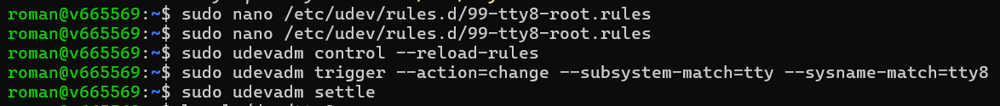 roman@v665569:~$ sudo nano /etc/udev/rules.d/99-tty8-root.rules
roman@v665569:~$ sudo nano /etc/udev/rules.d/99-tty8-root.rules
roman@v665569:~$ sudo udevadm control --reload-rules
roman@v665569:~$ sudo udevadm trigger --action=change --subsystem-match=tty --sysname-match=tty8
roman@v665569:~$ sudo udevadm settle